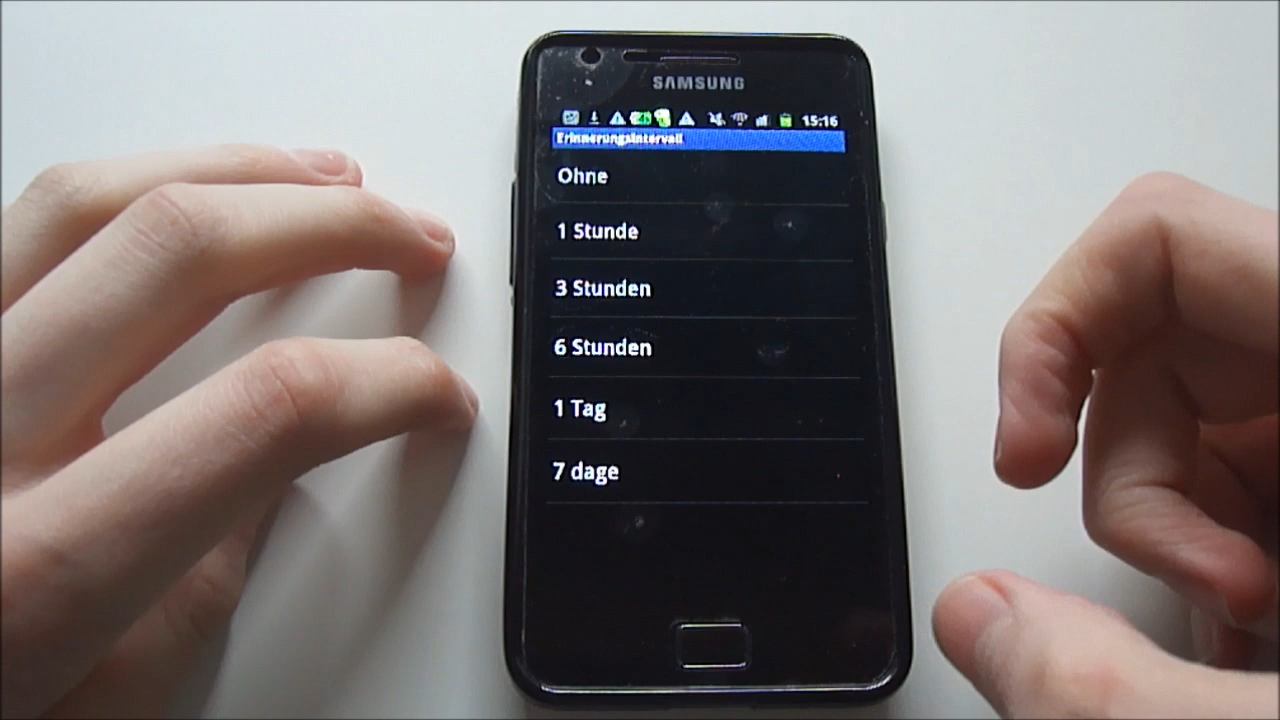 SAMSUNG
15:16
Erinnerungsintervall
Ohne
1 Stunde
3 Stunden
6 Stunden
1 Tag
7 dage